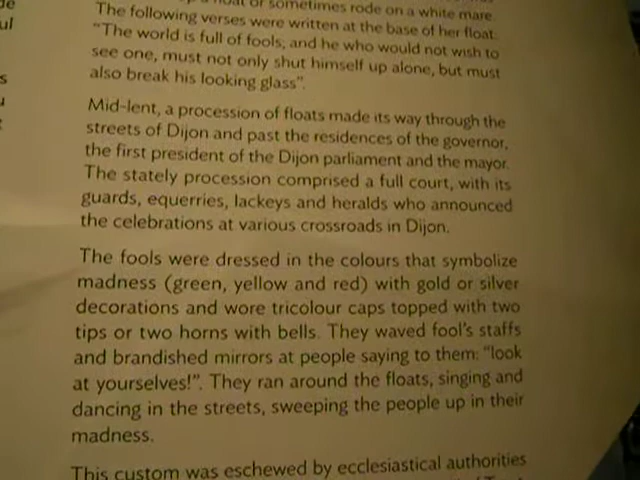 float or sometimes rode on a white mare.
The following verses were written at the base of her float.
"The world is full of fools, and he who would not wish to
see one, must not only shut himself up alone, but must
also break his looking glass".
Mid-lent, a procession of floats made its way through the
streets of Dijon and past the residences of the governor,
the first president of the Dijon parliament and the mayor.
The stately procession comprised a full court, with its
guards, equerries, lackeys and heralds who announced
the celebrations at various crossroads in Dijon.
The fools were dressed in the colours that symbolize
madness (green, yellow and red) with gold or silver
decorations and wore tricolour caps topped with two
tips or two horns with bells. They waved fool's staffs
and brandished mirrors at people saying to them: "look
at yourselves!". They ran around the floats, singing and
dancing in the streets, sweeping the people up in their
madness.
This custom was eschewed by ecclesiastical authorities